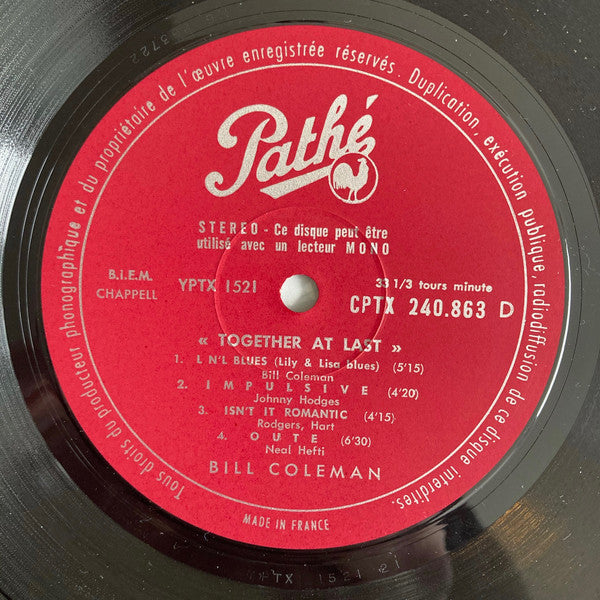 Tous droits du producteur phonographique et du propriétaire de l'œuvre enregistrée réservés. Duplication, exécution publique, radiodiffusion de ce disque interdites.
Pathé
STEREO - Ce disque peut être
utilisé avec un lecteur MONO
B.I.E.M.
CHAPPELL
YPTX 1521
33 1/3 tours minute
CPTX 240.863 D
« TOGETHER AT LAST »
1. L N'L BLUES (Lily & Lisa blues) (5'15)
Bill Coleman
2. IMPULSIVE (4'20)
Johnny Hodges
3. ISN'T IT ROMANTIC (4'15)
Rodgers, Hart
4. OUTE (6'30)
Neal Hefti
BILL COLEMAN
MADE IN FRANCE
PTX 1521 21